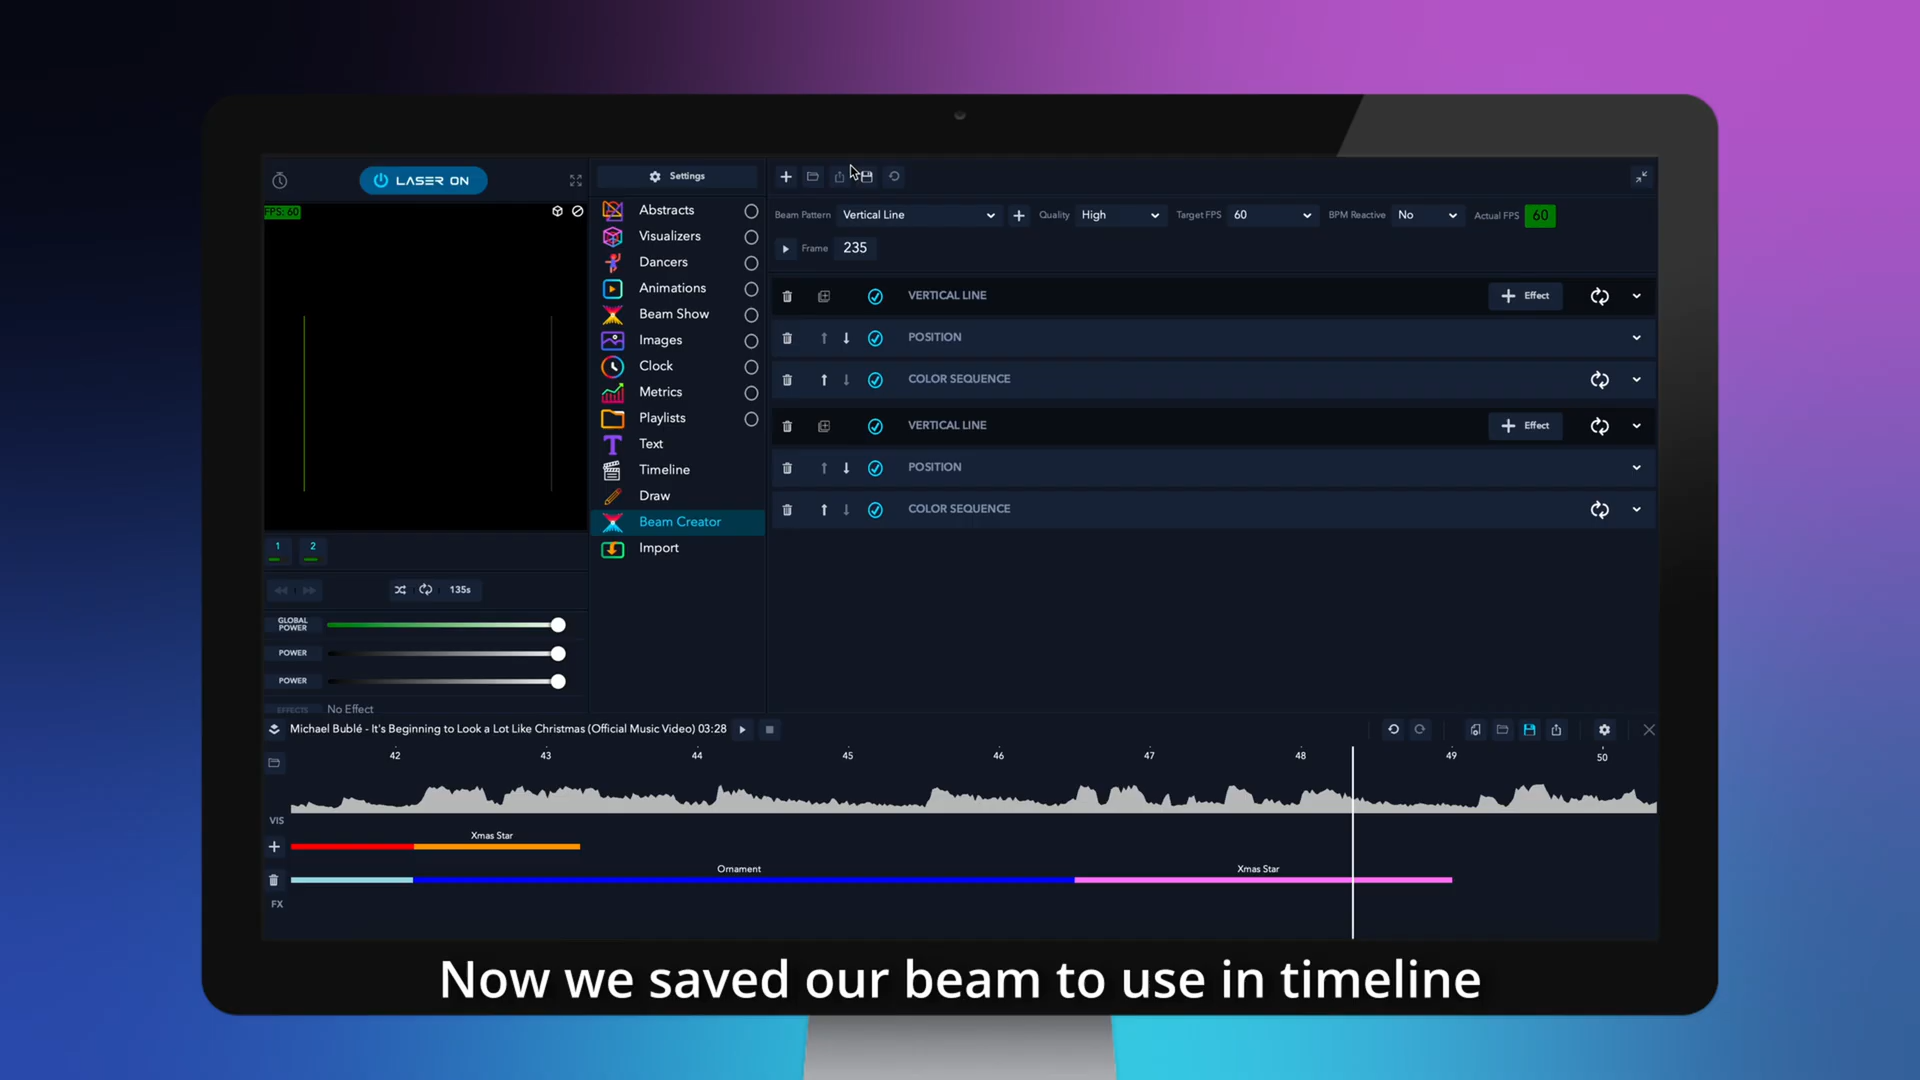 LASER ON
Settings
FPS: 60
Abstracts
Visualizers
Dancers
Animations
Beam Show
Images
Clock
Metrics
Playlists
Text
Timeline
Draw
Beam Creator
Import
Beam Pattern Vertical Line Quality High Target FPS 60 BPM Reactive No Actual FPS 60
Frame 235
VERTICAL LINE Effect
POSITION
COLOR SEQUENCE
VERTICAL LINE Effect
POSITION
COLOR SEQUENCE
1 2
135s
GLOBAL
POWER
POWER
POWER
EFFECTS No Effect
Michael Bublé - It's Beginning to Look a Lot Like Christmas (Official Music Video) 03:28
42 43 44 45 46 47 48 49 50
VIS
Xmas Star
Ornament Xmas Star
FX
Now we saved our beam to use in timeline